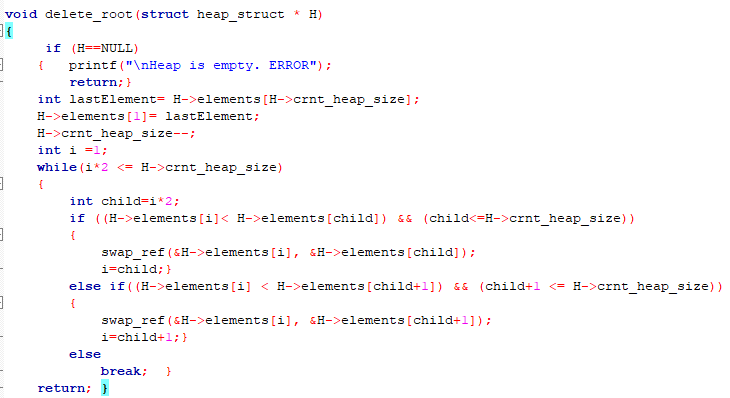 void delete_root(struct heap_struct * H)
{
if (H==NULL)
{ printf("\nHeap is empty. ERROR");
return;}
int lastElement= H->elements[H->crnt_heap_size];
H->elements[1]= lastElement;
H->crnt_heap_size--;
int i =1;
while(i*2 <= H->crnt_heap_size)
{
int child=i*2;
if ((H->elements[i]< H->elements[child]) && (child<=H->crnt_heap_size))
{
swap_ref(&H->elements[i], &H->elements[child]);
i=child;}
else if((H->elements[i] < H->elements[child+1]) && (child+1 <= H->crnt_heap_size))
{
swap_ref(&H->elements[i], &H->elements[child+1]);
i=child+1;}
else
break; }
return; }